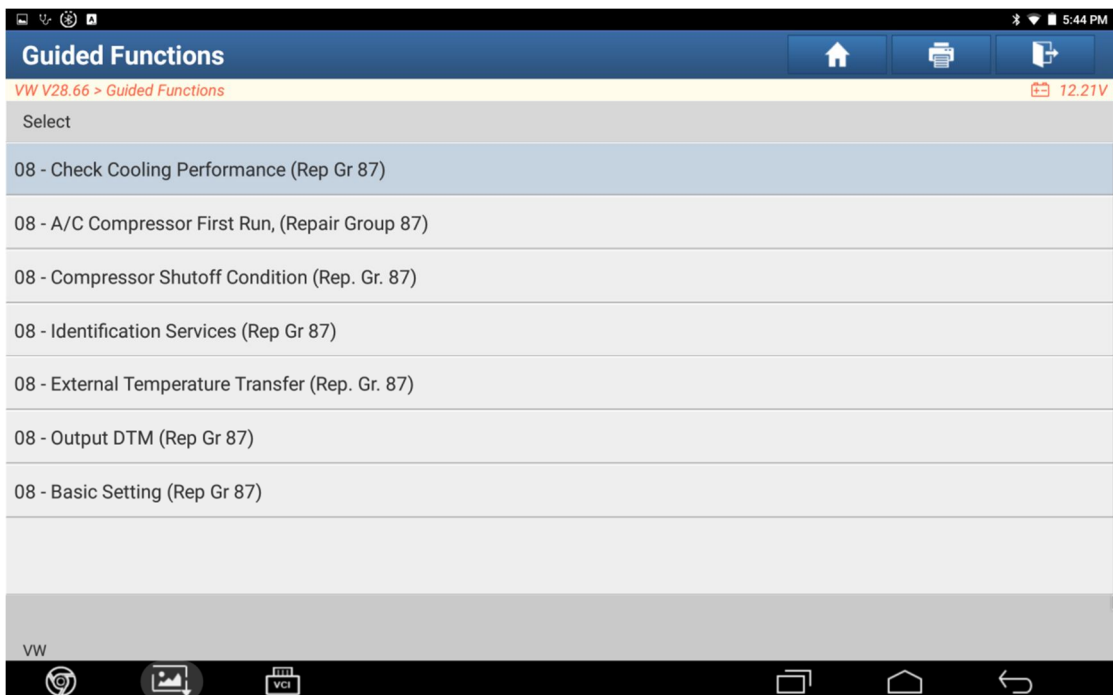 5:44 PM
Guided Functions
VW V28.66 > Guided Functions
12.21V
Select
08 - Check Cooling Performance (Rep Gr 87)
08 - A/C Compressor First Run, (Repair Group 87)
08 - Compressor Shutoff Condition (Rep. Gr. 87)
08 - Identification Services (Rep Gr 87)
08 - External Temperature Transfer (Rep. Gr. 87)
08 - Output DTM (Rep Gr 87)
08 - Basic Setting (Rep Gr 87)
VW
VCI